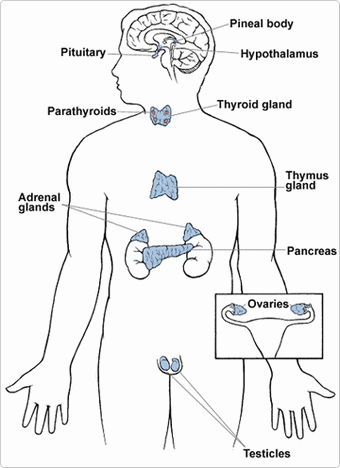 Pineal body
Pituitary
Hypothalamus
Parathyroids
Thyroid gland
Thymus
gland
Adrenal
glands
Pancreas
Ovaries
Testicles